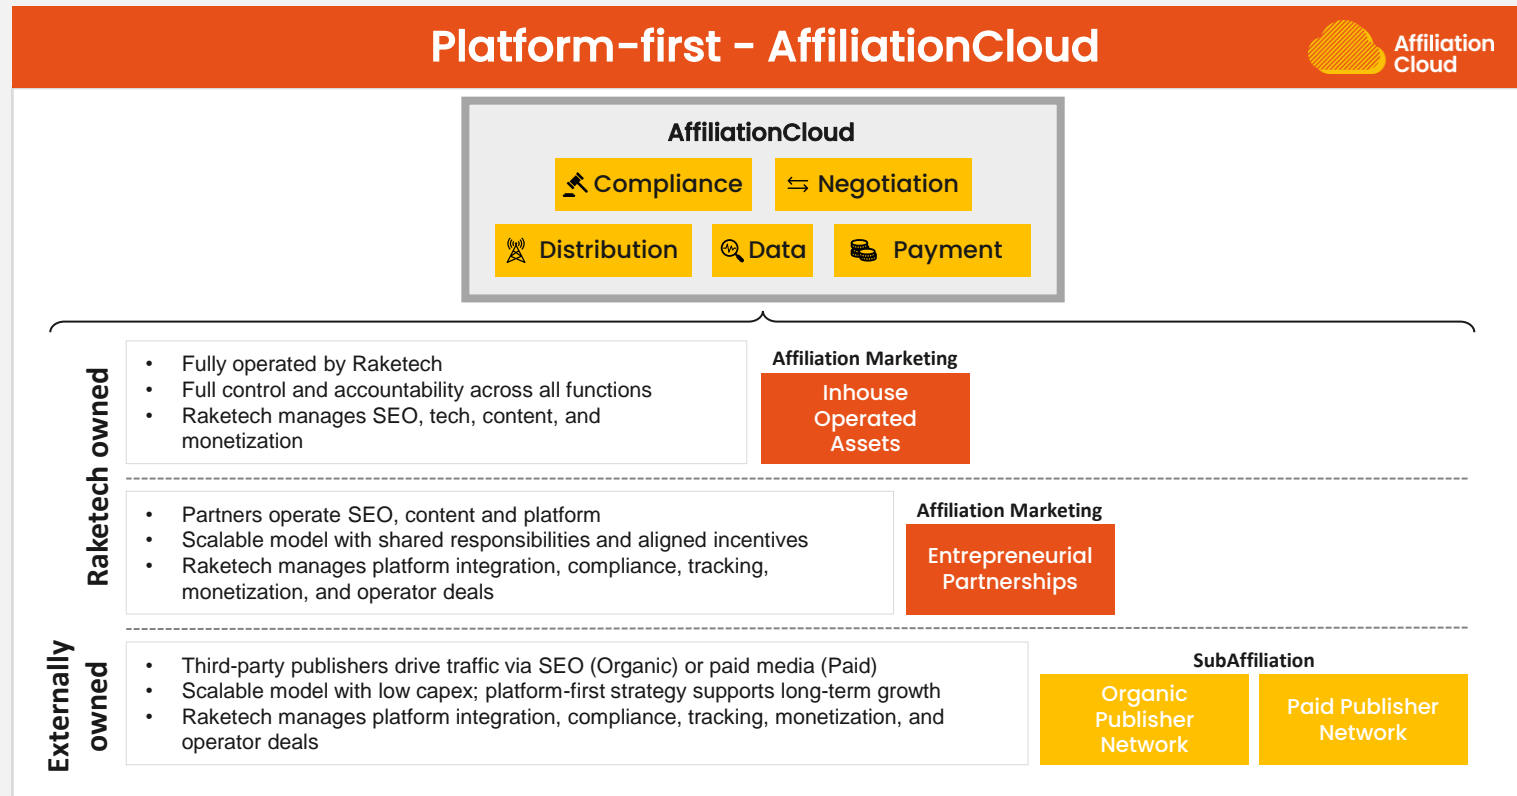 Platform-first - AffiliationCloud
Affiliation
Cloud
AffiliationCloud
Compliance
Negotiation
Distribution
Data
Payment
Raketech owned
• Fully operated by Raketech
• Full control and accountability across all functions
• Raketech manages SEO, tech, content, and
monetization
Affiliation Marketing
Inhouse
Operated
Assets
• Partners operate SEO, content and platform
• Scalable model with shared responsibilities and aligned incentives
• Raketech manages platform integration, compliance, tracking,
monetization, and operator deals
Affiliation Marketing
Entrepreneurial
Partnerships
Externally
owned
• Third-party publishers drive traffic via SEO (Organic) or paid media (Paid)
• Scalable model with low capex; platform-first strategy supports long-term growth
• Raketech manages platform integration, compliance, tracking, monetization, and
operator deals
SubAffiliation
Organic
Publisher
Network
Paid Publisher
Network